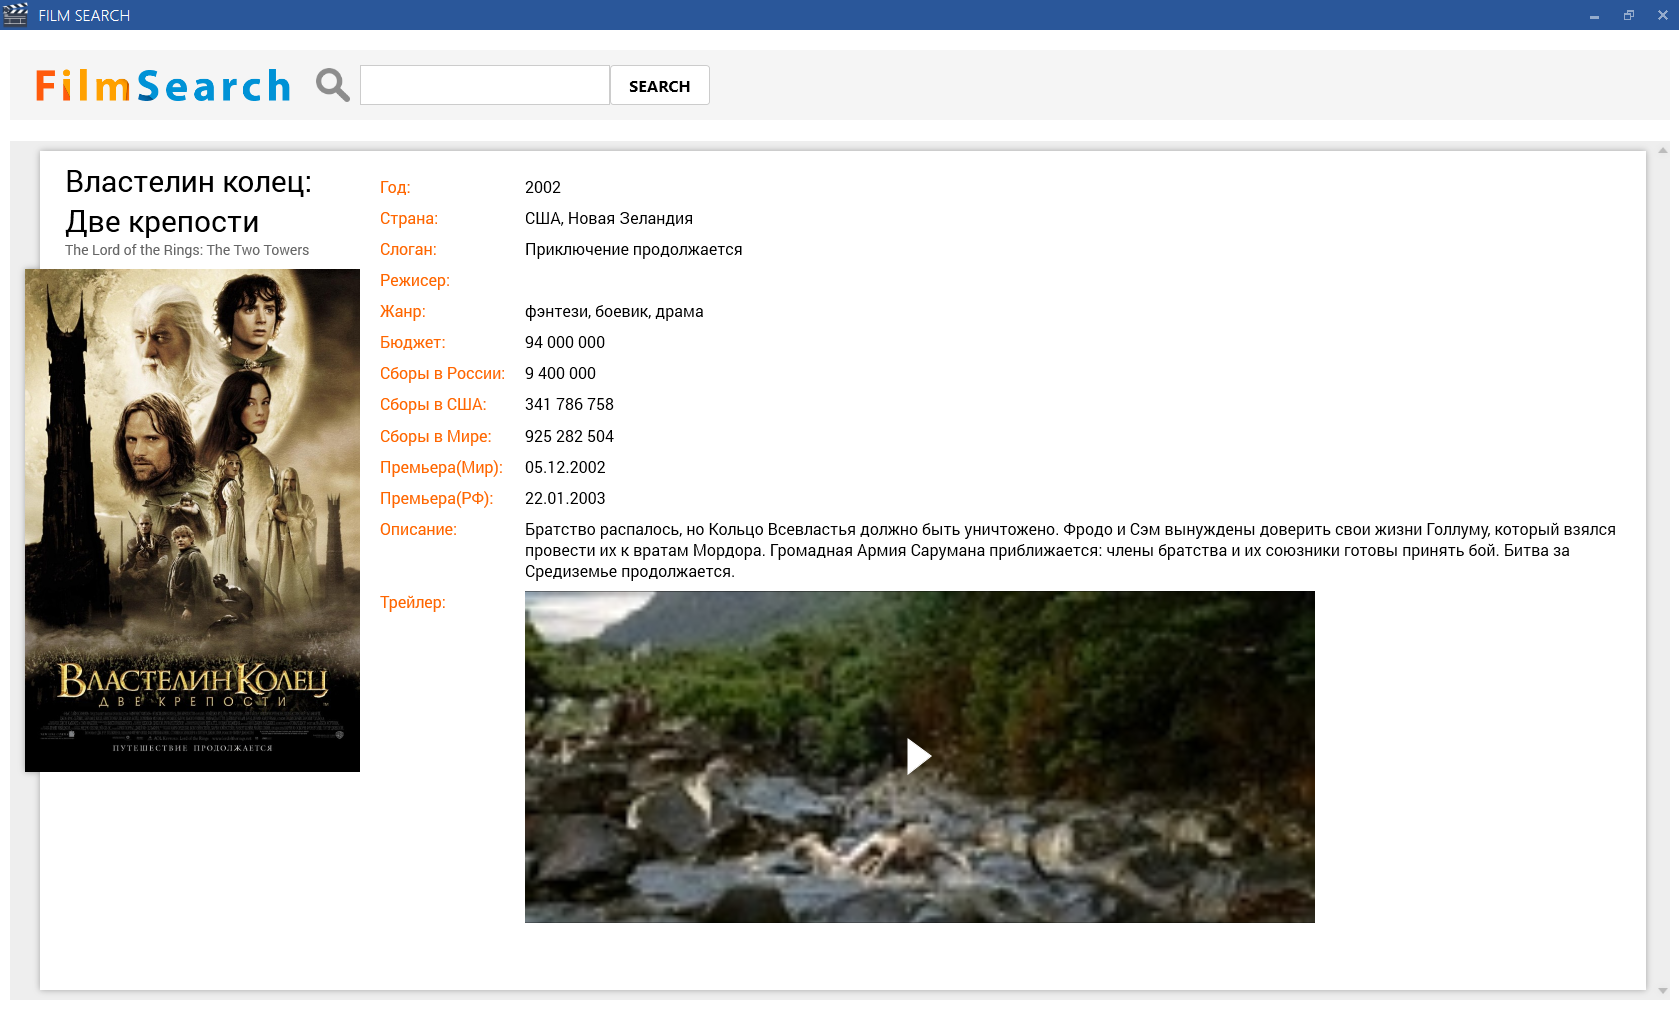 FILM SEARCH
FilmSearch
SEARCH
Властелин колец:
Две крепости
The Lord of the Rings: The Two Towers
Год: 2002
Страна: США, Новая Зеландия
Слоган: Приключение продолжается
Режисер:
Жанр: фэнтези, боевик, драма
Бюджет: 94 000 000
Сборы в России: 9 400 000
Сборы в США: 341 786 758
Сборы в Мире: 925 282 504
Премьера(Мир): 05.12.2002
Премьера(РФ): 22.01.2003
Описание: Братство распалось, но Кольцо Всевластья должно быть уничтожено. Фродо и Сэм вынуждены доверить свои жизни Голлуму, который взялся
провести их к вратам Мордора. Громадная Армия Сарумана приближается: члены братства и их союзники готовы принять бой. Битва за
Средиземье продолжается.
Трейлер:
ВЛАСТЕЛИН КОЛЕЦ
ДВЕ КРЕПОСТИ
ПУТЕШЕСТВИЕ ПРОДОЛЖАЕТСЯ